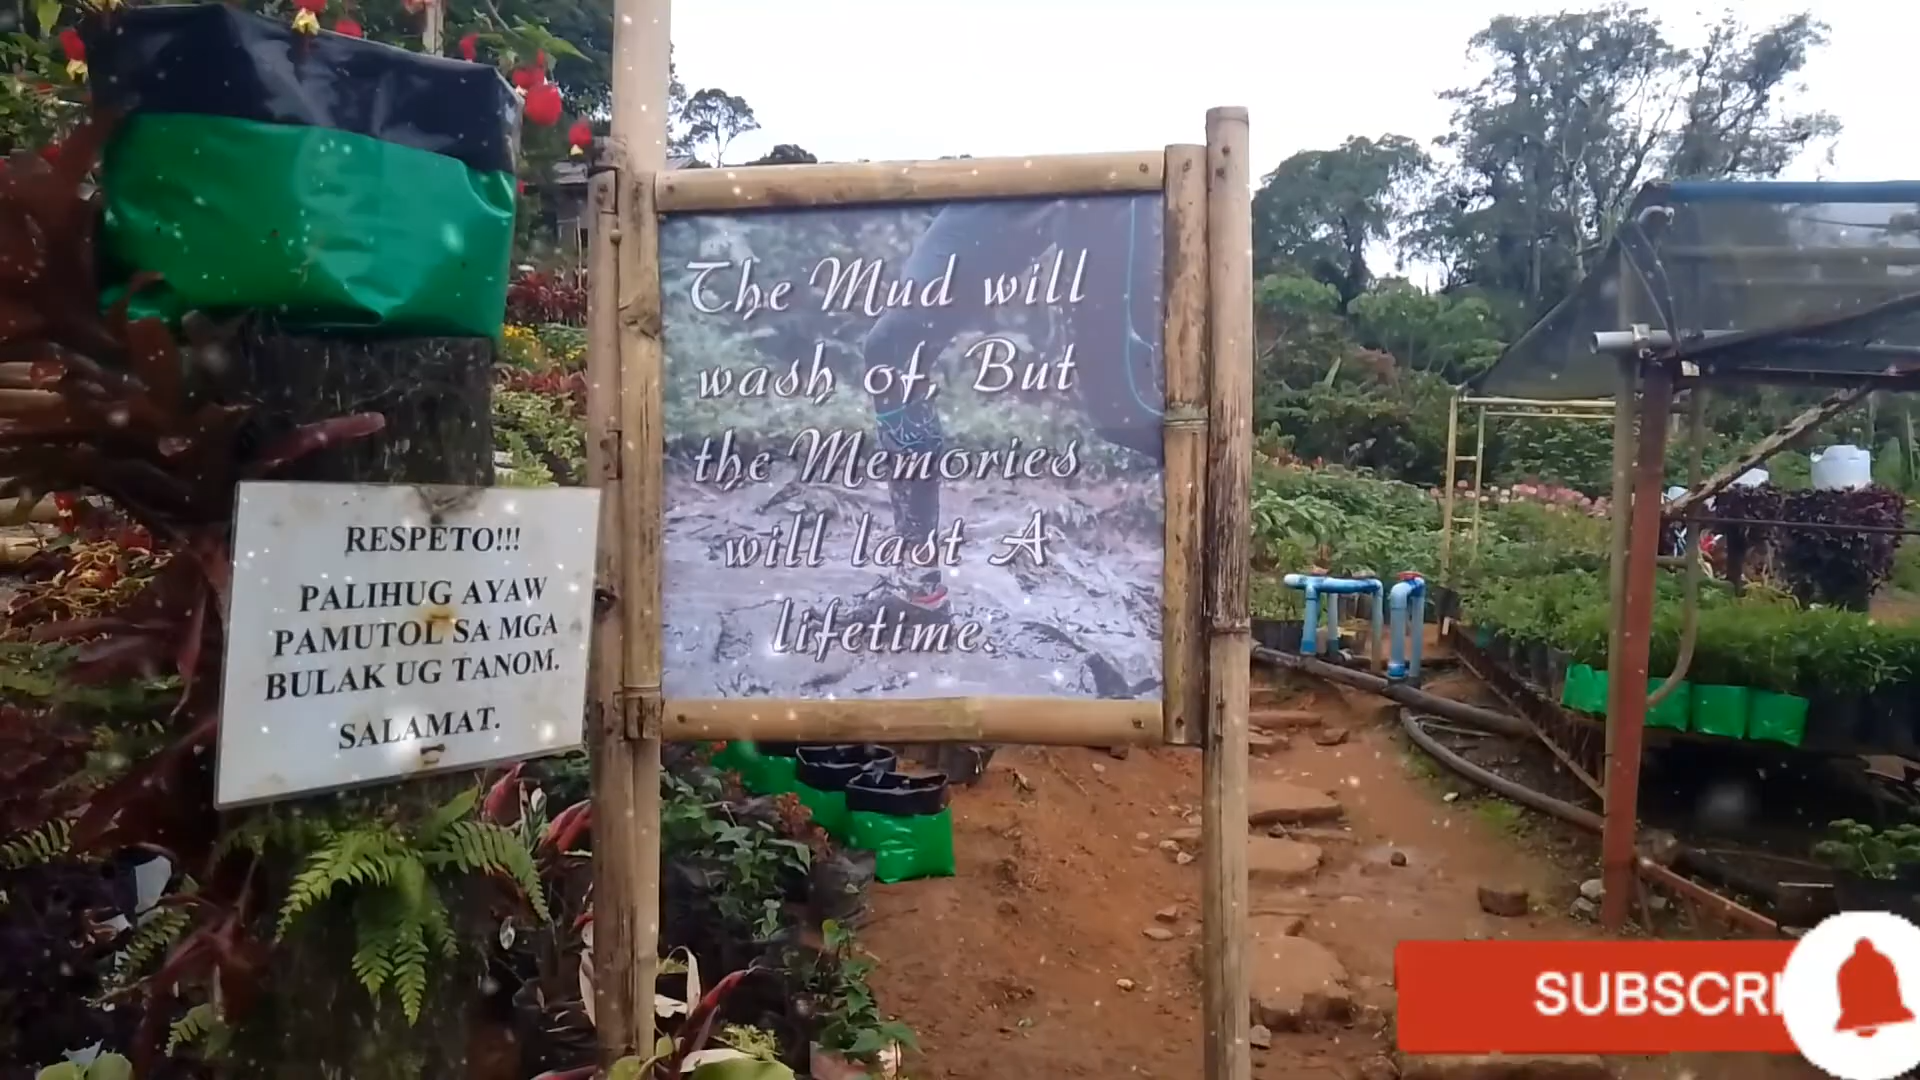 RESPETO!!!
PALIHUG AYAW
PAMUTOL SA MGA
BULAK UG TANOM.
SALAMAT.
The Mud will
wash of, But
the Memories
will last A
lifetime.
SUBSCRI